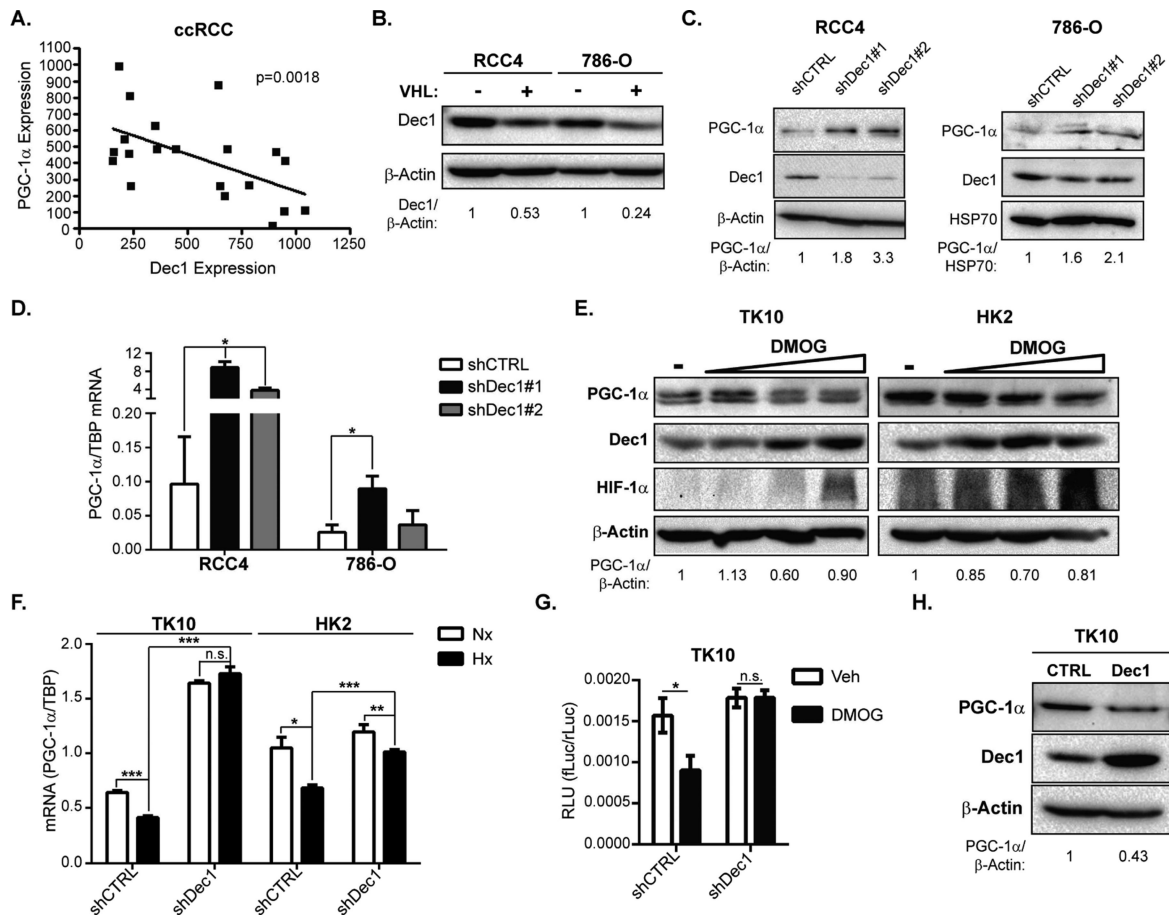 A.
ccRCC
p=0.0018
PGC-1α Expression
1100
1000
900
800
700
600
500
400
300
200
100
0
0 250 500 750 1000 1250
Dec1 Expression
B.
RCC4 786-O
VHL: - + - +
Dec1
β-Actin
Dec1/
β-Actin: 1 0.53 1 0.24
C.
RCC4
shCTRL shDec1#1 shDec1#2
PGC-1α
Dec1
β-Actin
PGC-1α/
β-Actin: 1 1.8 3.3
786-O
shCTRL shDec1#1 shDec1#2
PGC-1α
Dec1
HSP70
PGC-1α/
HSP70: 1 1.6 2.1
D.
PGC-1α/TBP mRNA
12
8
4
0.20
0.15
0.10
0.05
0.00
*
*
RCC4 786-O
shCTRL
shDec1#1
shDec1#2
E.
TK10 HK2
- DMOG - DMOG
PGC-1α
Dec1
HIF-1α
β-Actin
PGC-1α/
β-Actin: 1 1.13 0.60 0.90 1 0.85 0.70 0.81
F.
TK10 HK2
mRNA (PGC-1α/TBP)
2.0
1.5
1.0
0.5
0.0
***
n.s.
***
***
*
**
shCTRL shDec1 shCTRL shDec1
Nx
Hx
G.
TK10
RLU (fLuc/rLuc)
0.0020
0.0015
0.0010
0.0005
0.0000
*
n.s.
shCTRL shDec1
Veh
DMOG
H.
TK10
CTRL Dec1
PGC-1α
Dec1
β-Actin
PGC-1α/
β-Actin: 1 0.43